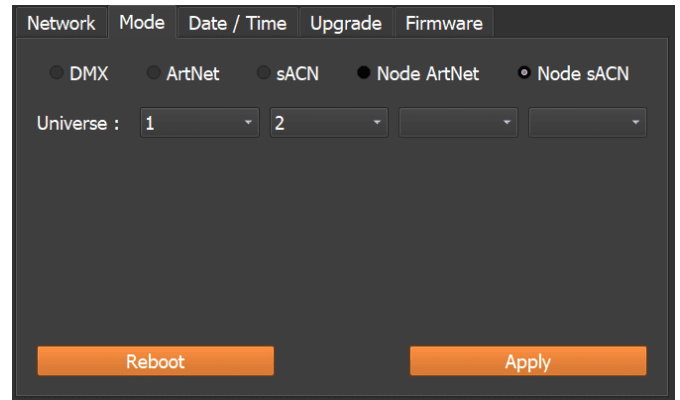 Network Mode Date / Time Upgrade Firmware
DMX ArtNet sACN Node ArtNet Node sACN
Universe : 1 2
Reboot Apply